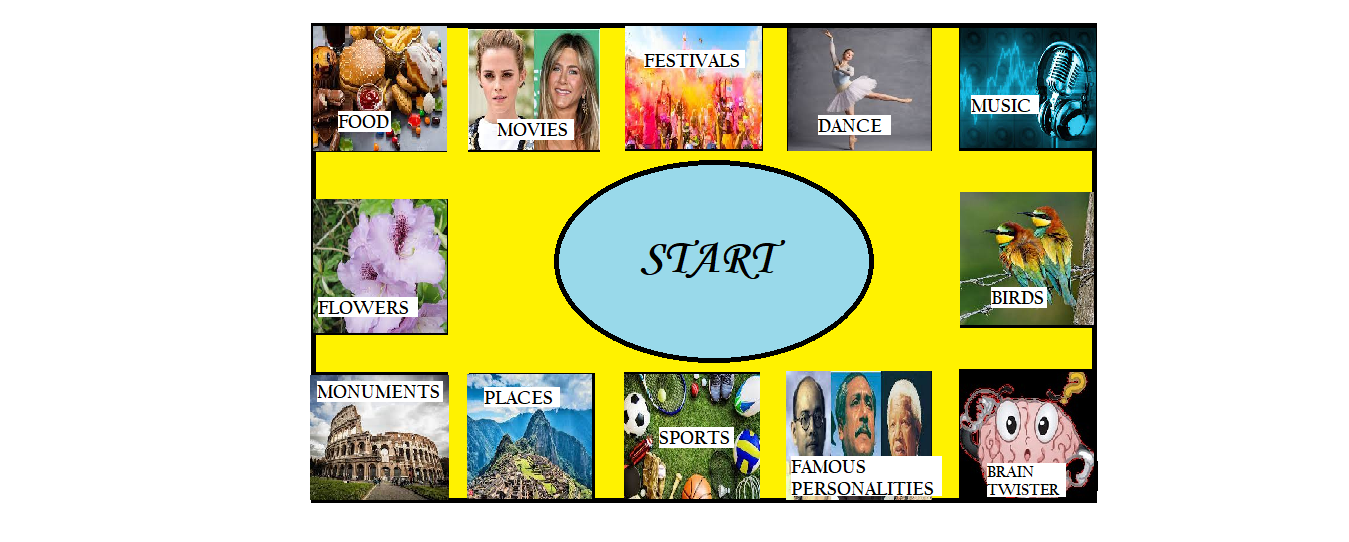 FOOD
MOVIES
FESTIVALS
DANCE
MUSIC
FLOWERS
START
BIRDS
MONUMENTS
PLACES
SPORTS
FAMOUS
PERSONALITIES
BRAIN
TWISTER